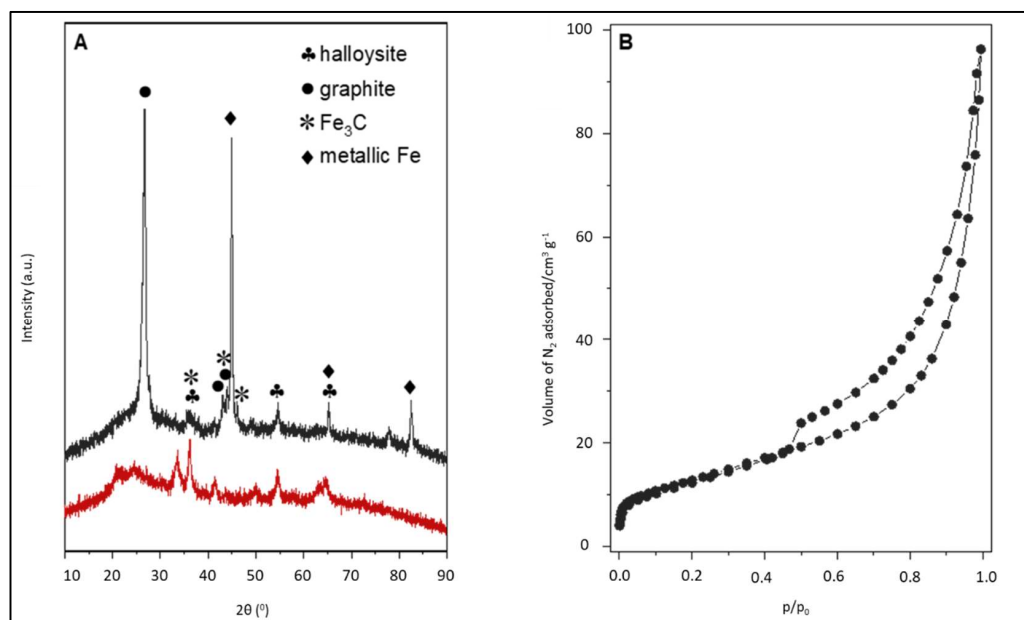 A
♣ halloysite
● graphite
* Fe₃C
♦ metallic Fe
Intensity (a.u.)
10 20 30 40 50 60 70 80 90
2θ (⁰)
B
100
80
60
40
20
0
Volume of N₂ adsorbed/cm³ g⁻¹
0.0 0.2 0.4 0.6 0.8 1.0
p/p₀